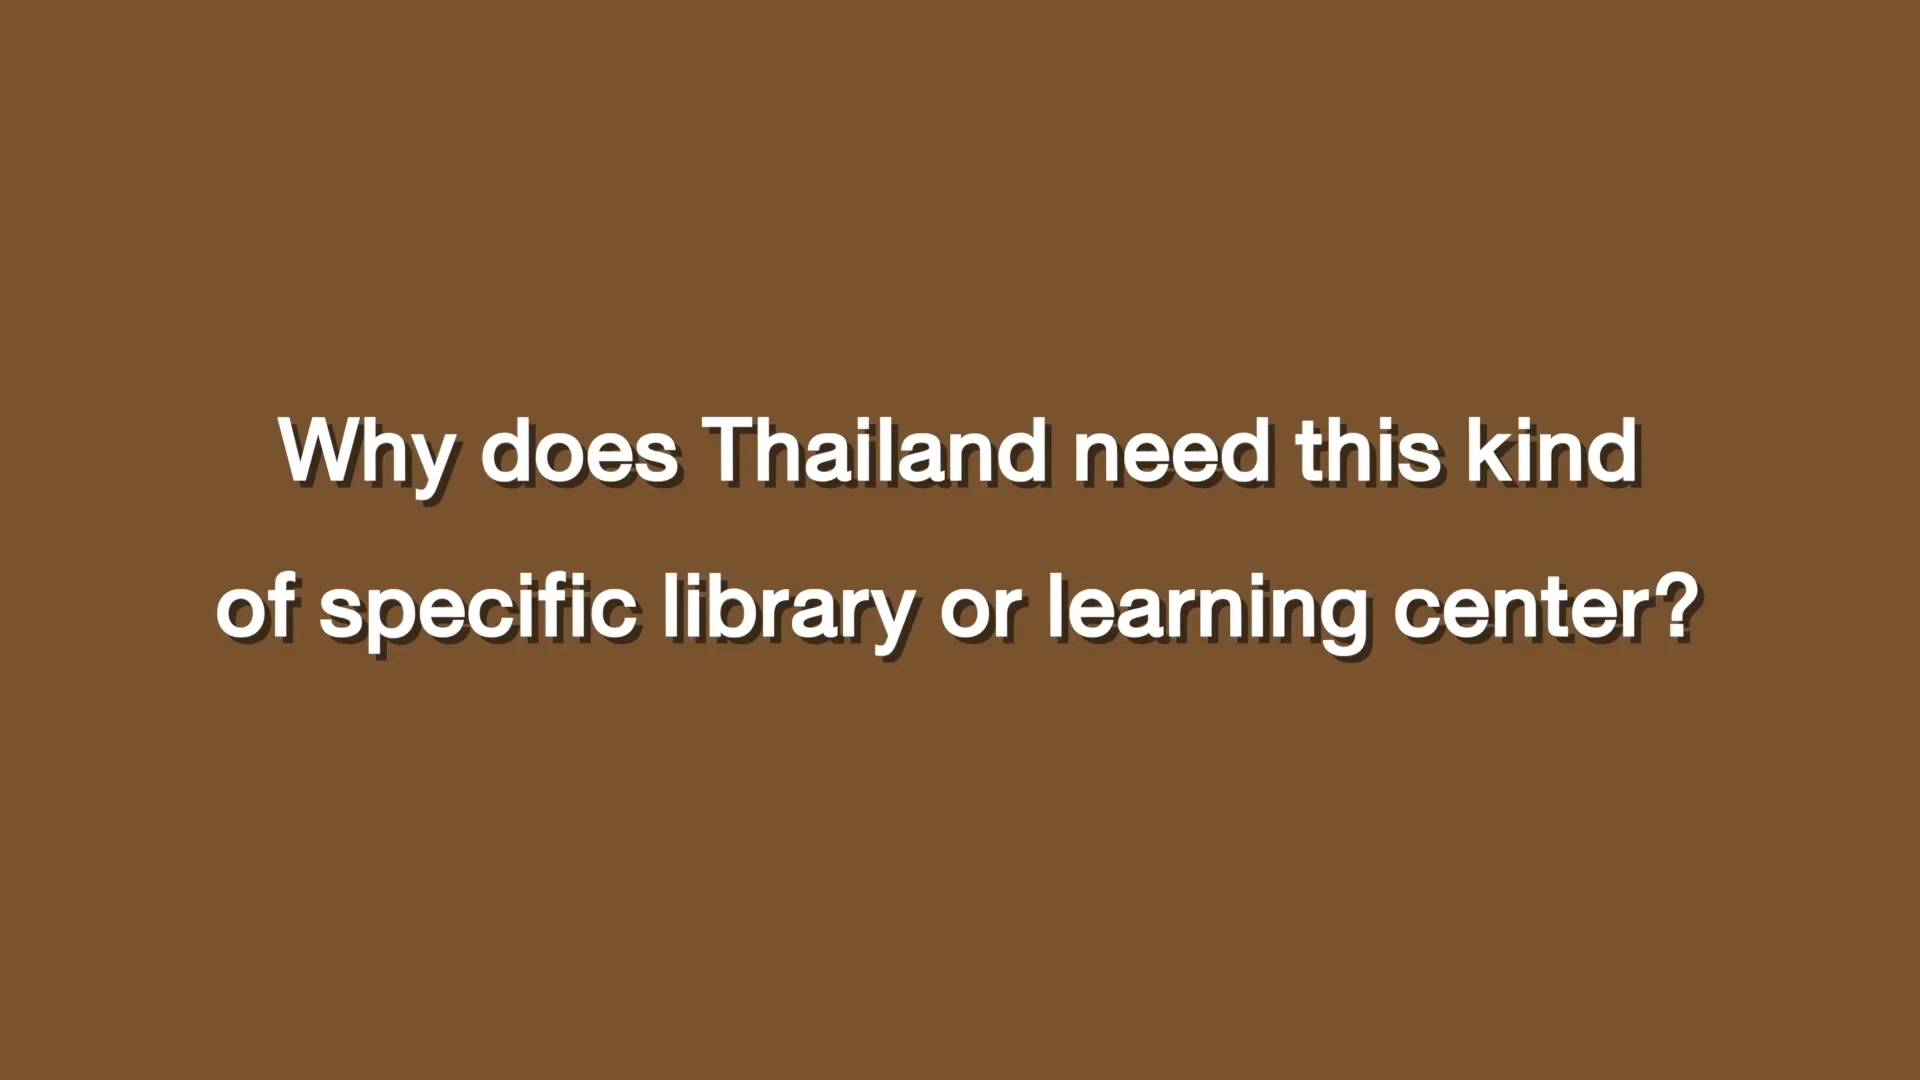 Why does Thailand need this kind
of specific library or learning center?